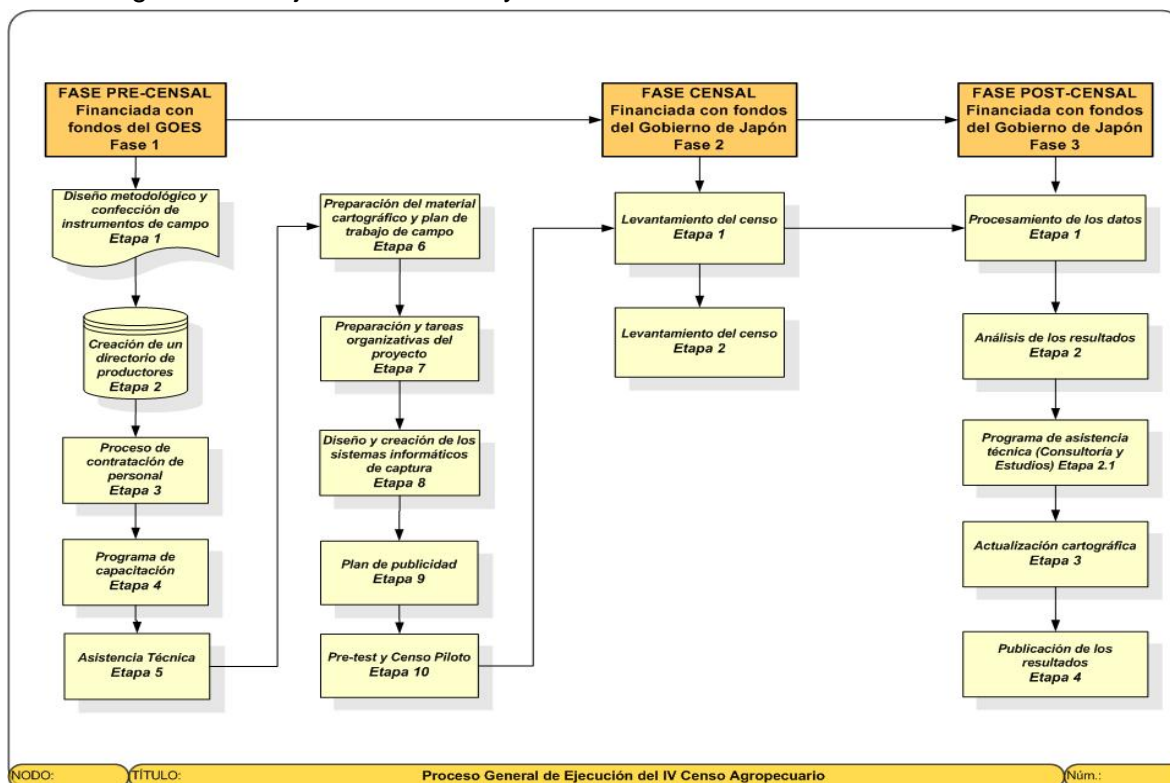 FASE PRE-CENSAL
Financiada con
fondos del GOES
Fase 1
FASE CENSAL
Financiada con fondos
del Gobierno de Japón
Fase 2
FASE POST-CENSAL
Financiada con fondos
del Gobierno de Japón
Fase 3
Diseño metodológico y
confección de
instrumentos de campo
Etapa 1
Creación de un
directorio de
productores
Etapa 2
Proceso de
contratación de
personal
Etapa 3
Programa de
capacitación
Etapa 4
Asistencia Técnica
Etapa 5
Preparación del material
cartográfico y plan de
trabajo de campo
Etapa 6
Preparación y tareas
organizativas del
proyecto
Etapa 7
Diseño y creación de los
sistemas informáticos
de captura
Etapa 8
Plan de publicidad
Etapa 9
Pre-test y Censo Piloto
Etapa 10
Levantamiento del censo
Etapa 1
Levantamiento del censo
Etapa 2
Procesamiento de los datos
Etapa 1
Análisis de los resultados
Etapa 2
Programa de asistencia
técnica (Consultoría y
Estudios) Etapa 2.1
Actualización cartográfica
Etapa 3
Publicación de los
resultados
Etapa 4
NODO:
TÍTULO:
Proceso General de Ejecución del IV Censo Agropecuario
Núm.: